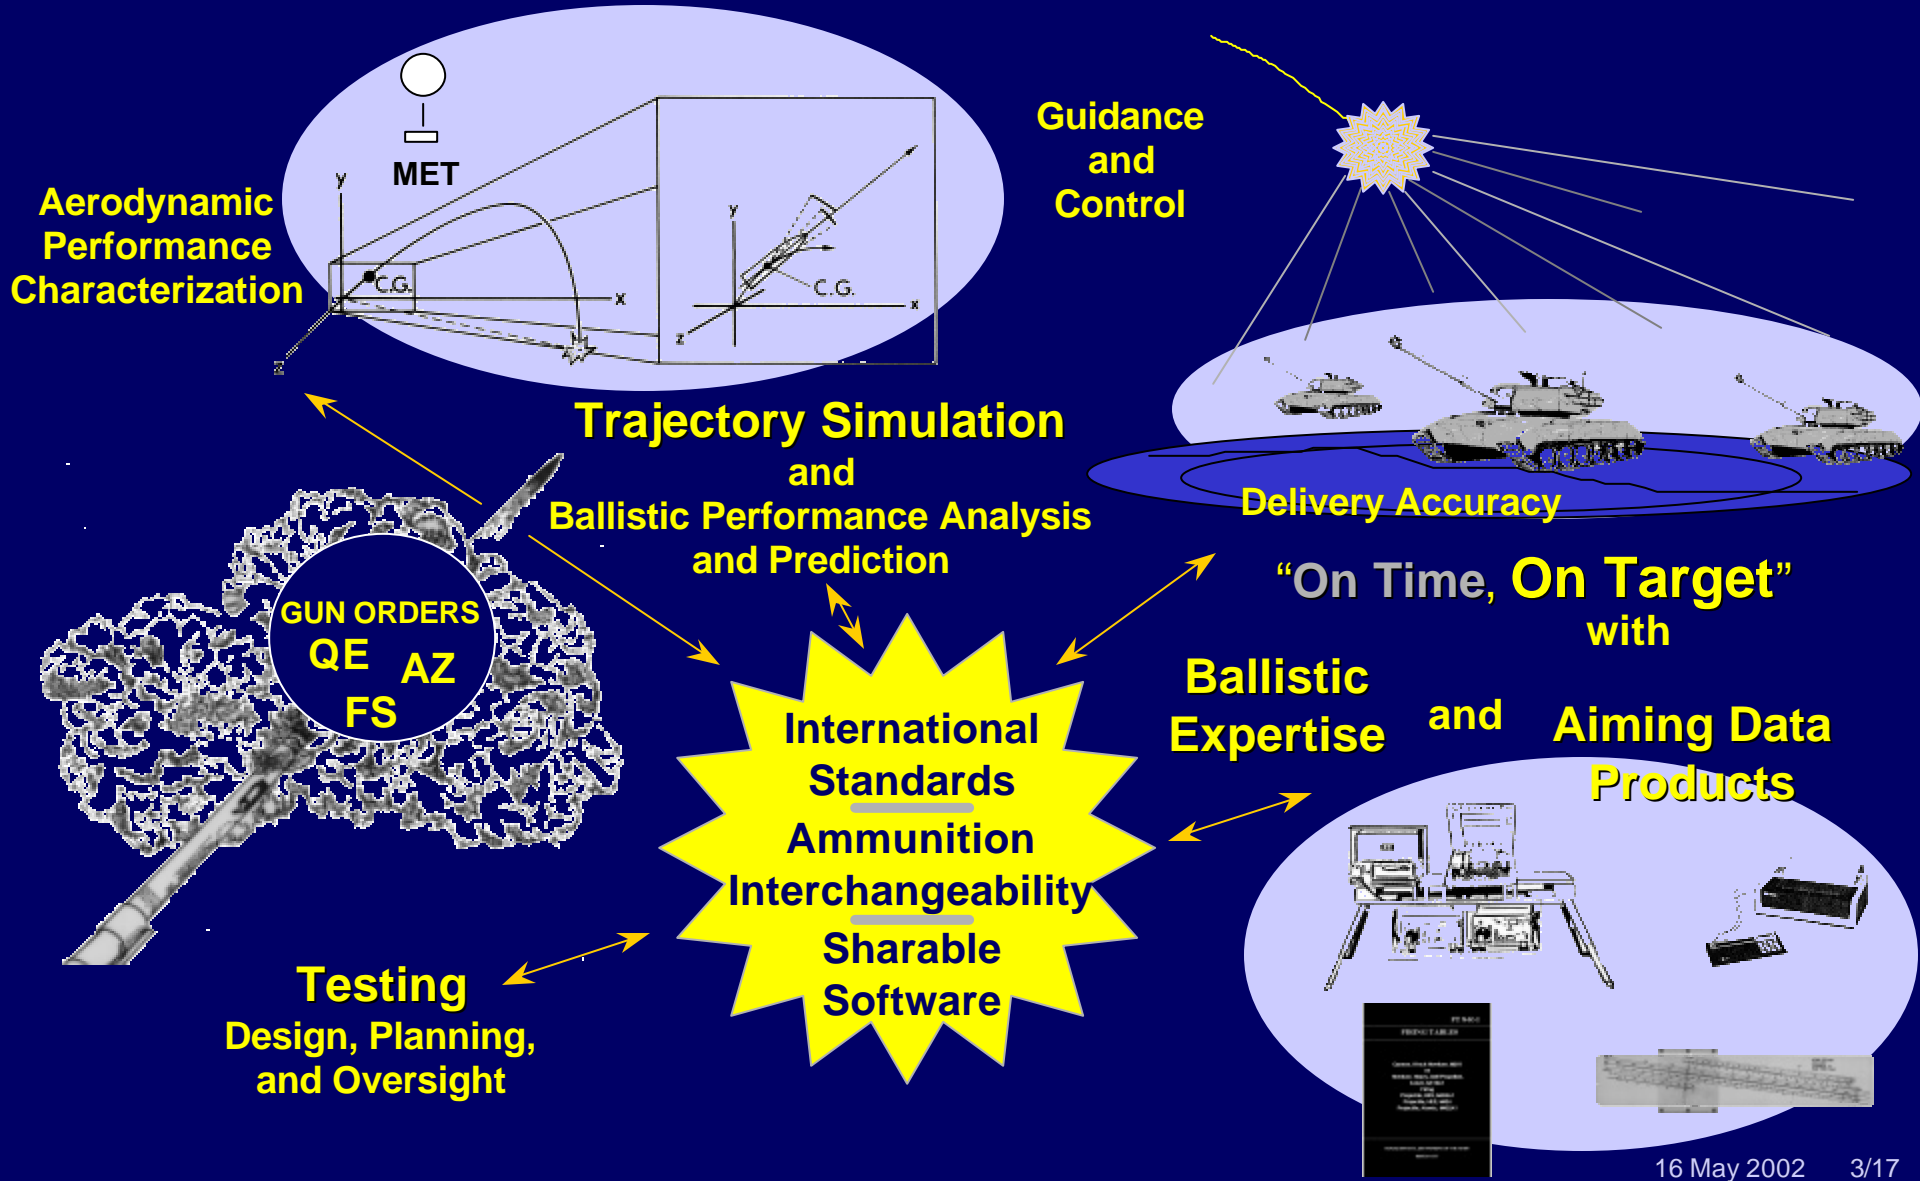 MET
Aerodynamic
Performance
Characterization
y
C.G.
x
z
y
C.G.
x
z
Guidance
and
Control
Trajectory Simulation
and
Ballistic Performance Analysis
and Prediction
Delivery Accuracy
“On Time, On Target”
with
Ballistic
Expertise
and
Aiming Data
Products
GUN ORDERS
QE AZ
FS
International
Standards
Ammunition
Interchangeability
Sharable
Software
Testing
Design, Planning,
and Oversight
FIRING TABLES
16 May 2002 3/17